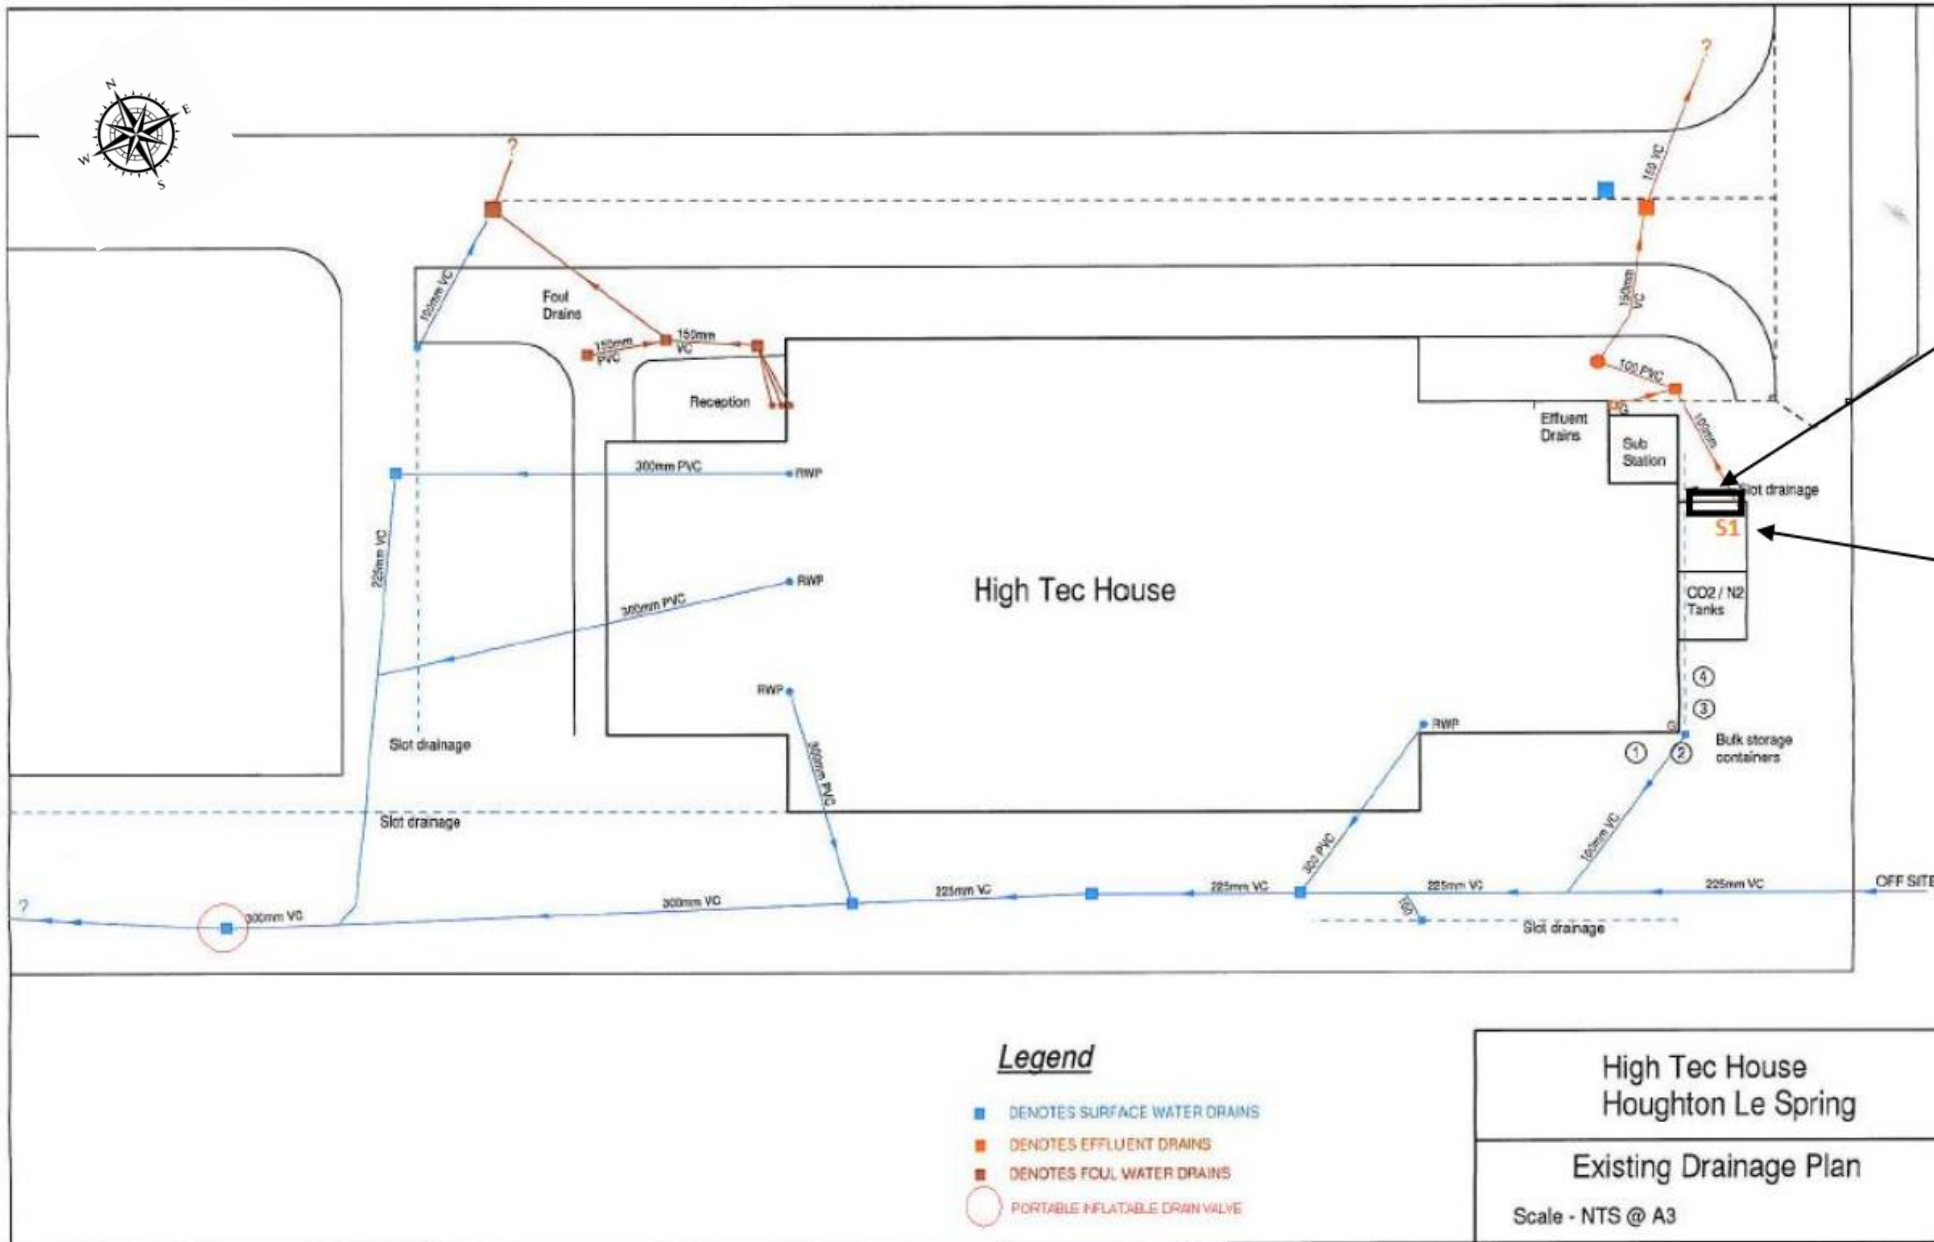 N
E
W
S
?
?
150 VC
100mm VC
150mm
VC
Foul
Drains
150mm
PVC
150mm
VC
100 PVC
Reception
G
Effluent
Drains
Sub
Station
100mm
Slot drainage
S1
300mm PVC
RWP
225mm VC
300mm PVC
RWP
High Tec House
CO2 / N2
Tanks
RWP
4
3
RWP
G
Slot drainage
300mm PVC
1
2
Bulk storage
containers
Slot drainage
300 PVC
100mm VC
?
300mm VC
300mm VC
225mm VC
225mm VC
225mm VC
225mm VC
OFF SITE
100
Slot drainage
Legend
DENOTES SURFACE WATER DRAINS
DENOTES EFFLUENT DRAINS
DENOTES FOUL WATER DRAINS
PORTABLE INFLATABLE DRAIN VALVE
High Tec House
Houghton Le Spring
Existing Drainage Plan
Scale - NTS @ A3